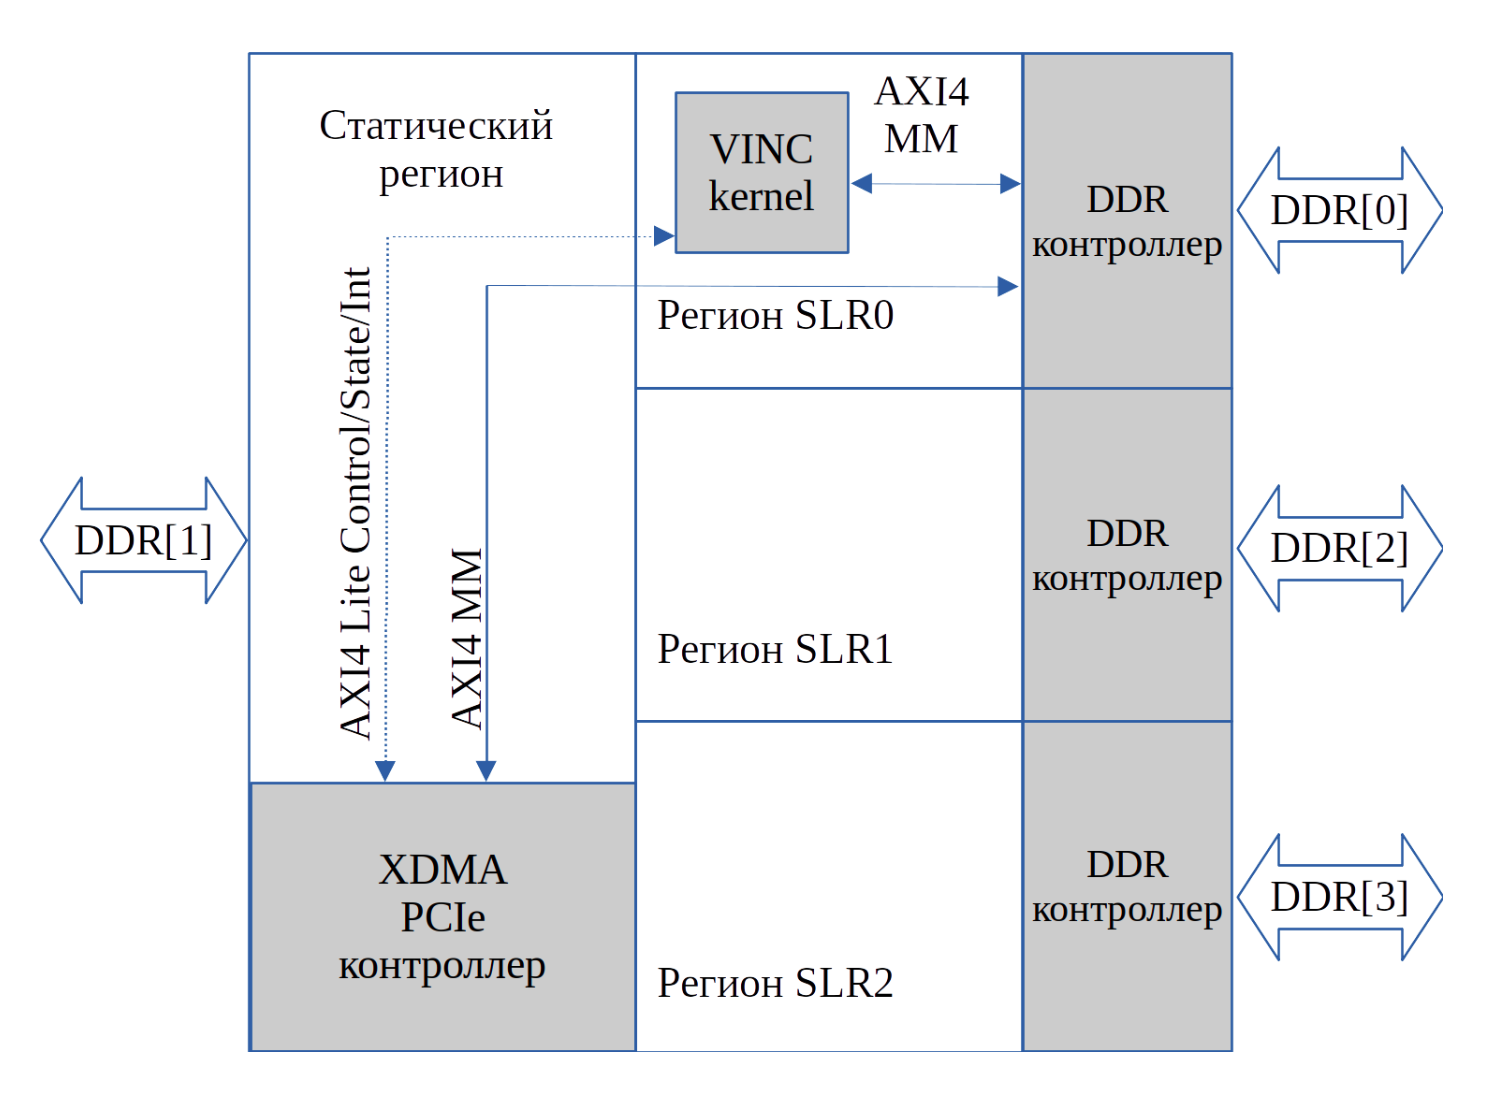 Статический
регион
VINC
kernel
AXI4
MM
DDR
контроллер
DDR[0]
AXI4 Lite Control/State/Int
AXI4 MM
Регион SLR0
DDR[1]
DDR
контроллер
DDR[2]
Регион SLR1
XDMA
PCIe
контроллер
DDR
контроллер
DDR[3]
Регион SLR2